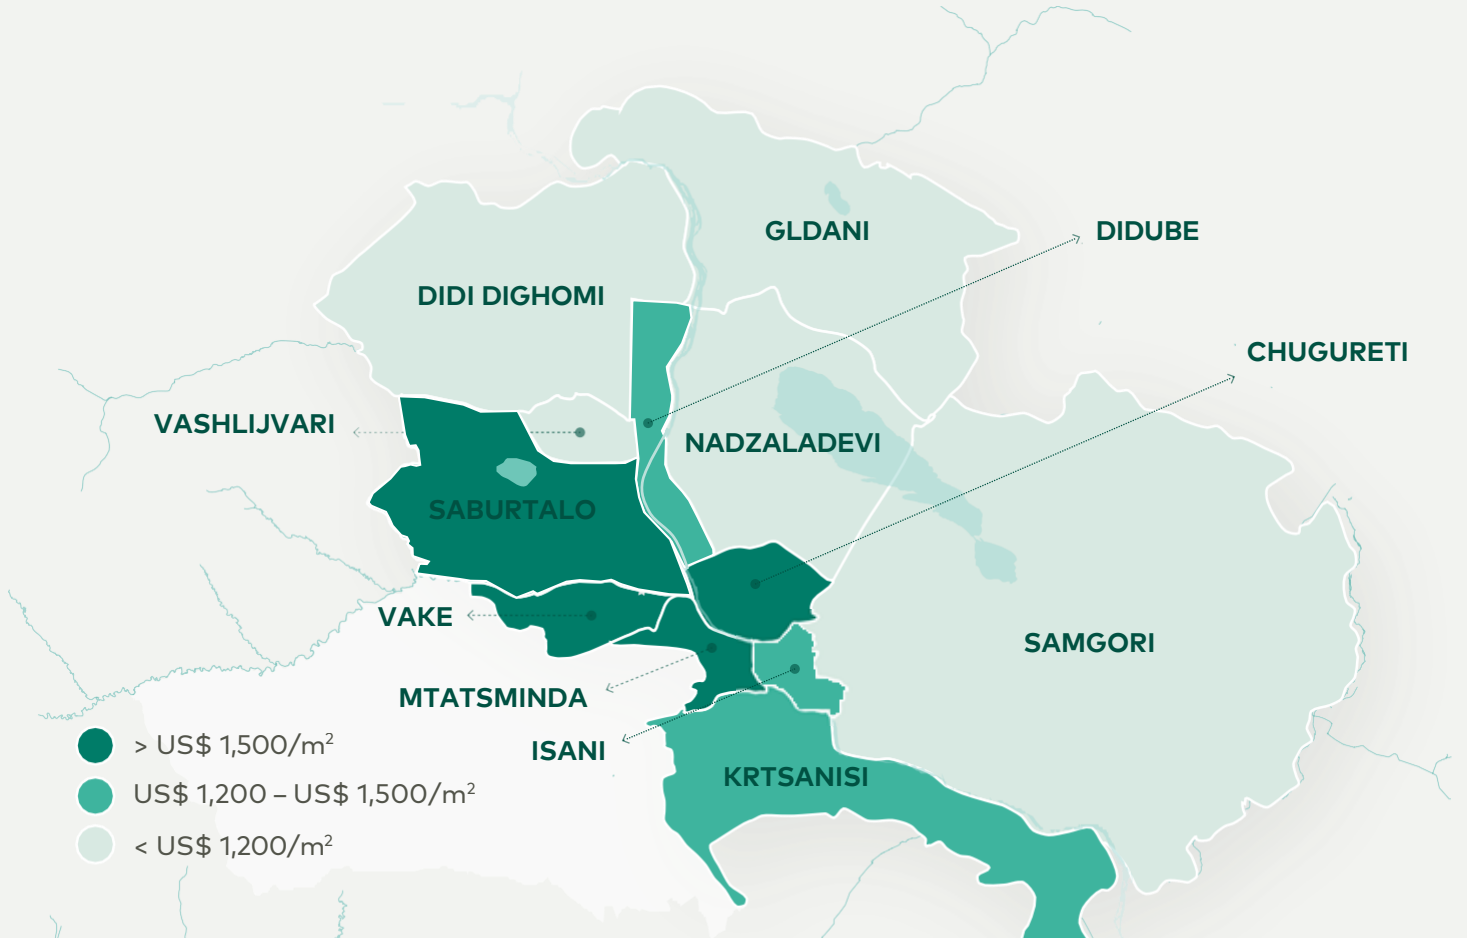 GLDANI
DIDUBE
DIDI DIGHOMI
CHUGURETI
VASHLIJVARI
NADZALADEVI
SABURTALO
VAKE
SAMGORI
MTATSMINDA
ISANI
KRTSANISI
> US$ 1,500/m²
US$ 1,200 – US$ 1,500/m²
< US$ 1,200/m²